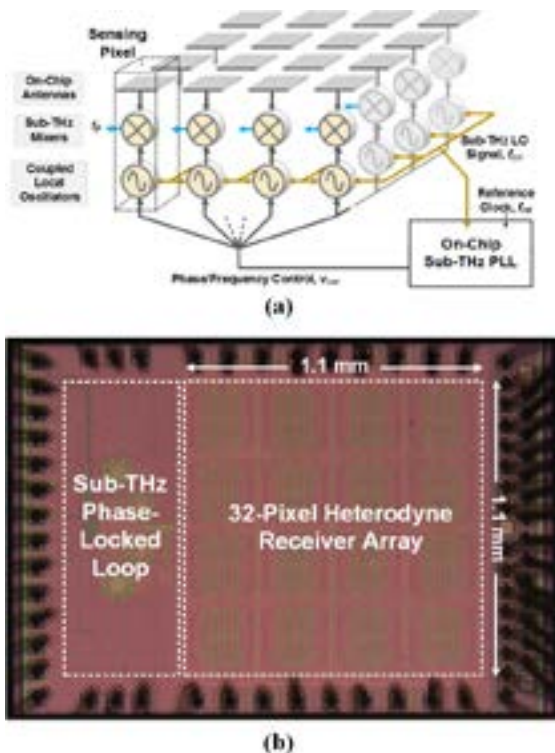 Sensing
Pixel
On-Chip
Antennas
Sub-THz
Mixers
Coupled
Local
Oscillators
Sub-THz LO
Signal,
Reference
Clock,
On-Chip
Sub-THz PLL
Phase/Frequency Control,
(a)
1.1 mm
Sub-THz
Phase-
Locked
Loop
32-Pixel Heterodyne
Receiver Array
1.1 mm
(b)